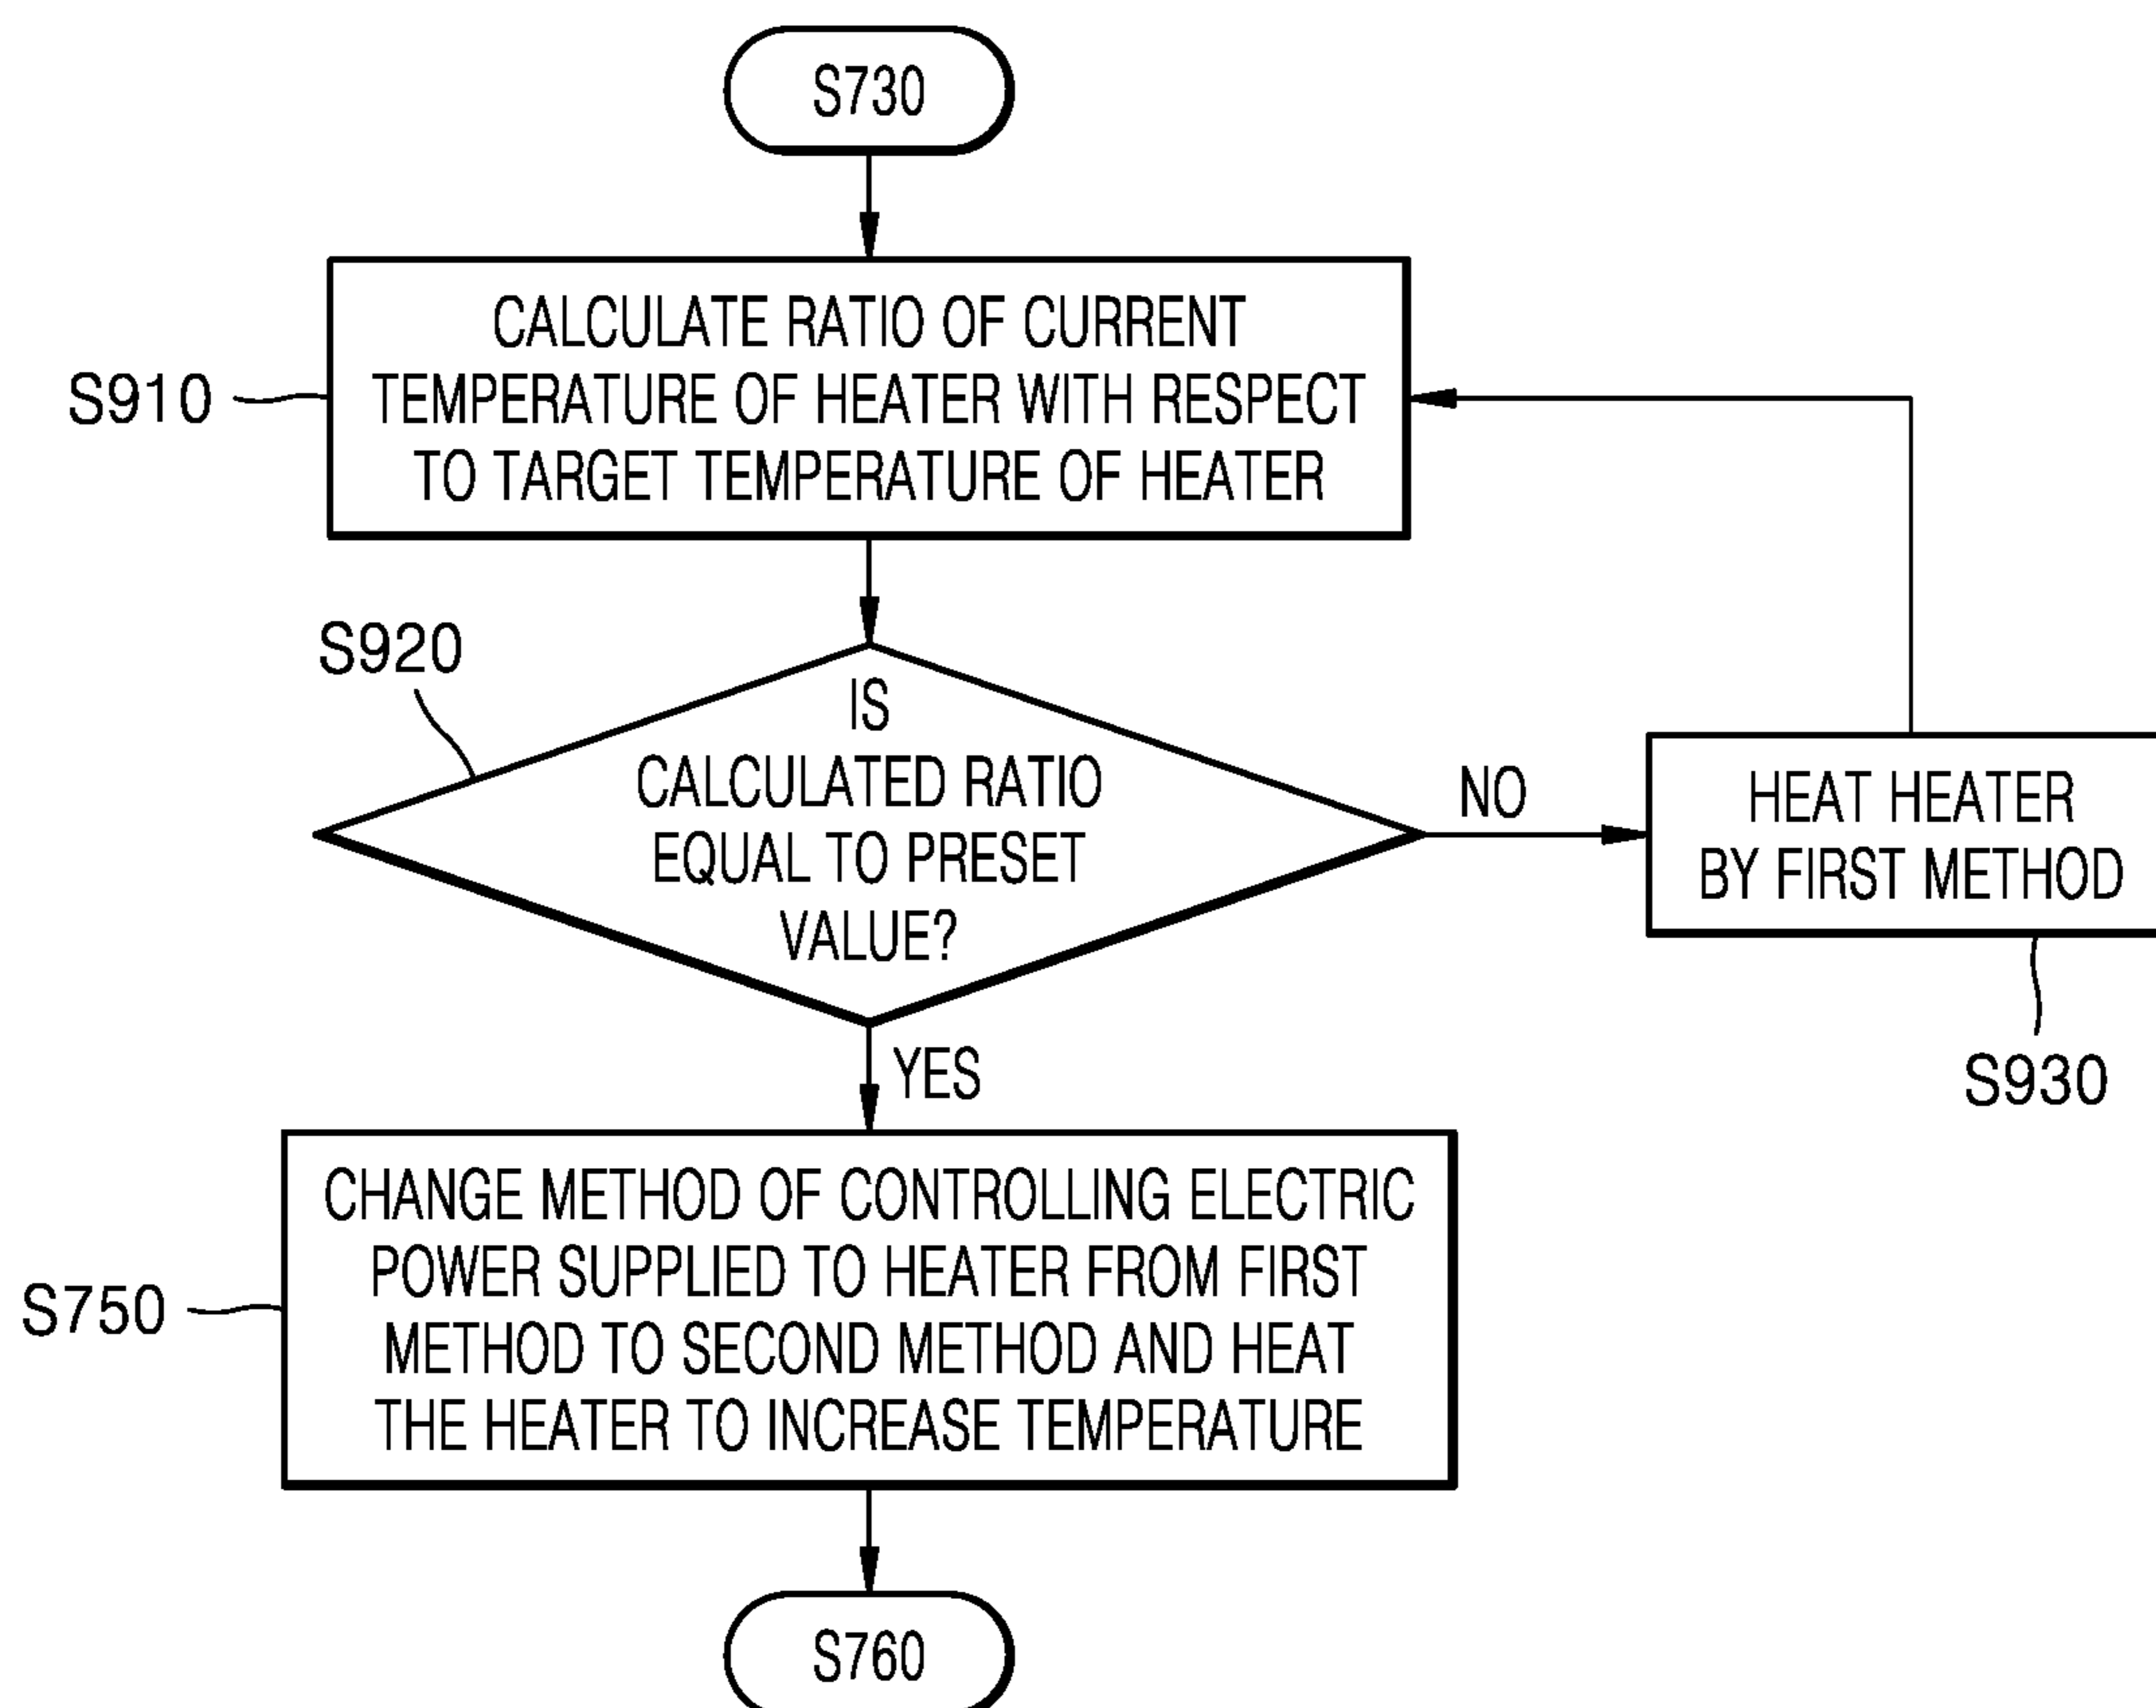 S730
CALCULATE RATIO OF CURRENT
TEMPERATURE OF HEATER WITH RESPECT
TO TARGET TEMPERATURE OF HEATER
S910
S920
IS
CALCULATED RATIO
EQUAL TO PRESET
VALUE?
NO
HEAT HEATER
BY FIRST METHOD
S930
YES
CHANGE METHOD OF CONTROLLING ELECTRIC
POWER SUPPLIED TO HEATER FROM FIRST
METHOD TO SECOND METHOD AND HEAT
THE HEATER TO INCREASE TEMPERATURE
S750
S760